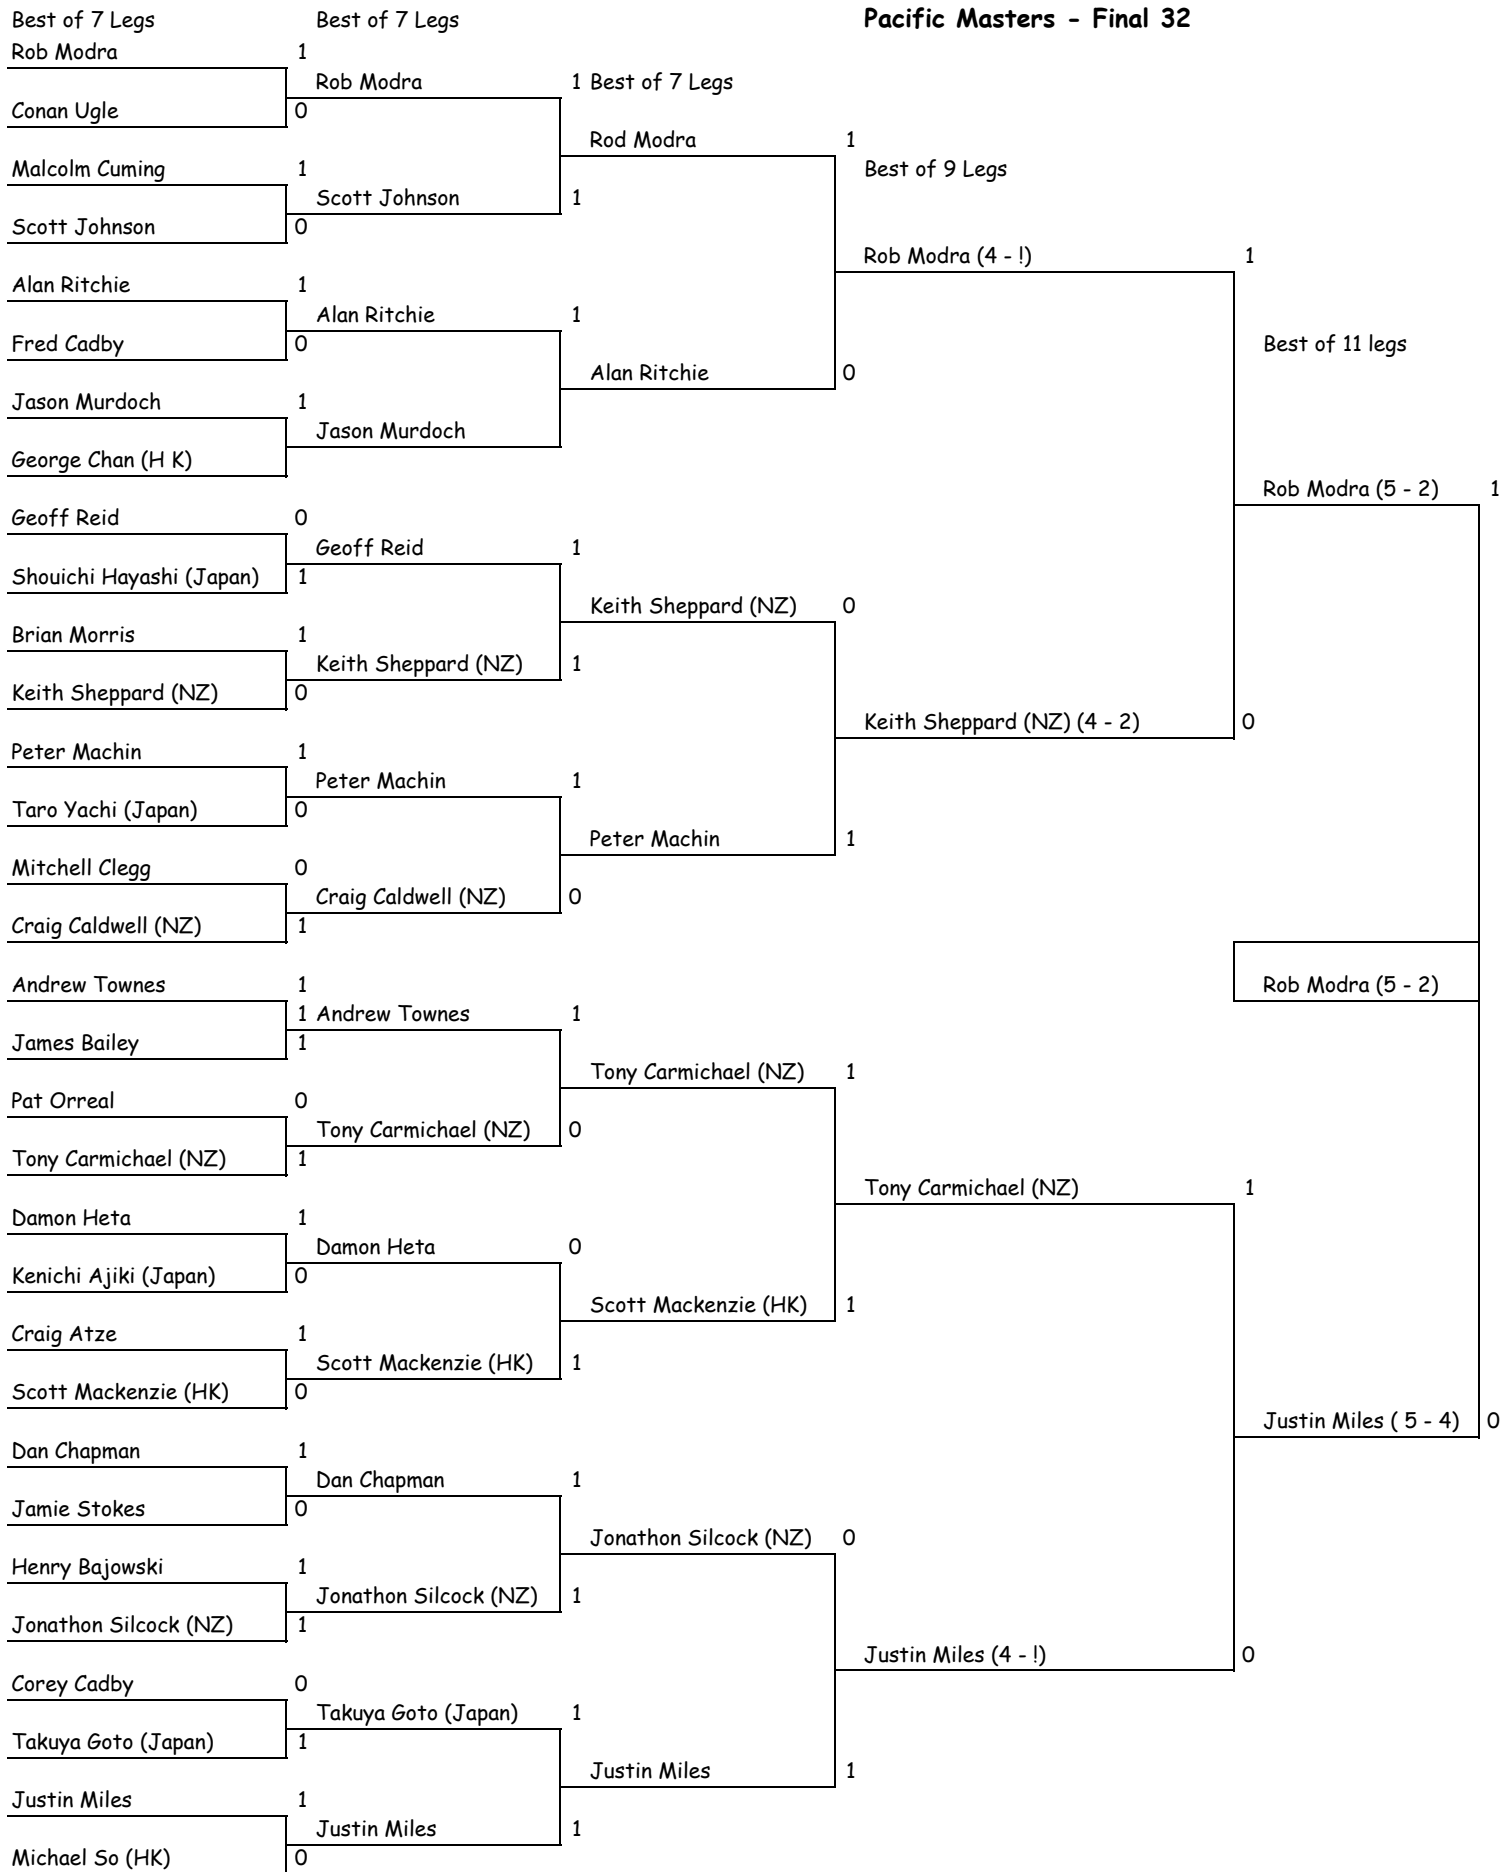 Best of 7 Legs Best of 7 Legs Pacific Masters - Final 32
Rob Modra 1
Rob Modra 1 Best of 7 Legs
Conan Ugle 0
Rod Modra 1
Malcolm Cuming 1 Best of 9 Legs
Scott Johnson 1
Scott Johnson 0
Rob Modra (4 - !) 1
Alan Ritchie 1
Alan Ritchie 1
Fred Cadby 0 Best of 11 legs
Alan Ritchie 0
Jason Murdoch 1
Jason Murdoch
George Chan (H K)
Rob Modra (5 - 2) 1
Geoff Reid 0
Geoff Reid 1
Shouichi Hayashi (Japan) 1
Keith Sheppard (NZ) 0
Brian Morris 1
Keith Sheppard (NZ) 1
Keith Sheppard (NZ) 0
Keith Sheppard (NZ) (4 - 2) 0
Peter Machin 1
Peter Machin 1
Taro Yachi (Japan) 0
Peter Machin 1
Mitchell Clegg 0
Craig Caldwell (NZ) 0
Craig Caldwell (NZ) 1
Andrew Townes 1 Rob Modra (5 - 2)
1 Andrew Townes 1
James Bailey 1
Tony Carmichael (NZ) 1
Pat Orreal 0
Tony Carmichael (NZ) 0
Tony Carmichael (NZ) 1
Tony Carmichael (NZ) 1
Damon Heta 1
Damon Heta 0
Kenichi Ajiki (Japan) 0
Scott Mackenzie (HK) 1
Craig Atze 1
Scott Mackenzie (HK) 1
Scott Mackenzie (HK) 0
Justin Miles ( 5 - 4) 0
Dan Chapman 1
Dan Chapman 1
Jamie Stokes 0
Jonathon Silcock (NZ) 0
Henry Bajowski 1
Jonathon Silcock (NZ) 1
Jonathon Silcock (NZ) 1
Justin Miles (4 - !) 0
Corey Cadby 0
Takuya Goto (Japan) 1
Takuya Goto (Japan) 1
Justin Miles 1
Justin Miles 1
Justin Miles 1
Michael So (HK) 0